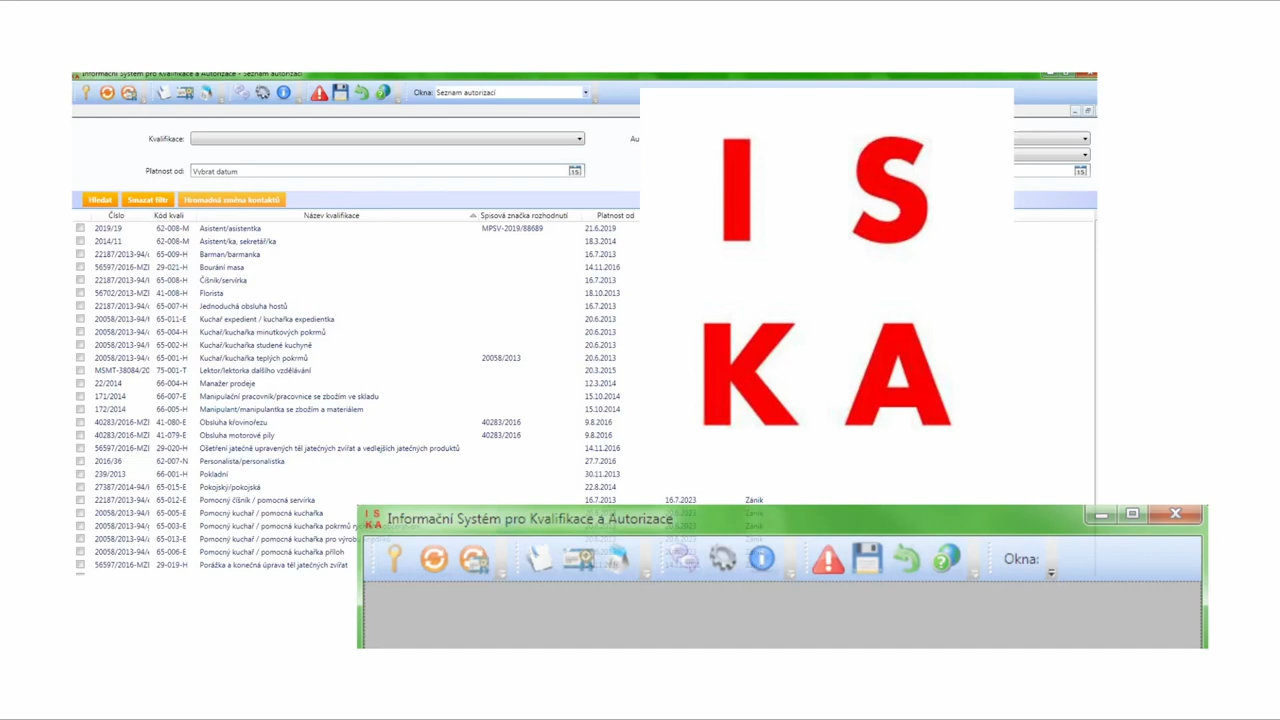 Informační Systém pro Kvalifikace a Autorizace - Seznam autorizací
Okna: Seznam autorizací
Kvalifikace: Au
Platnost od: Vybrat datum
Hledat Smazat filtr Hromadná změna kontaktů
Číslo Kód kvali Název kvalifikace Spisová značka rozhodnutí Platnost od
2019/19 62-008-M Asistent/asistentka MPSV-2019/88689 21.6.2019
2014/11 62-008-M Asistent/ka, sekretář/ka 18.3.2014
22187/2013-94/ 65-009-H Barman/barmanka 16.7.2013
56597/2016-MZI 29-021-H Bourání masa 14.11.2016
22187/2013-94/ 65-008-H Číšník/servírka 16.7.2013
56702/2013-MZI 41-008-H Florista 18.10.2013
22187/2013-94/ 65-007-H Jednoduchá obsluha hostů 16.7.2013
20058/2013-94/ 65-011-E Kuchař expedient / kuchařka expedientka 20.6.2013
20058/2013-94/ 65-004-H Kuchař/kuchařka minutkových pokrmů 20.6.2013
20058/2013-94/ 65-002-H Kuchař/kuchařka studené kuchyně 20.6.2013
20058/2013-94/ 65-001-H Kuchař/kuchařka teplých pokrmů 20058/2013 20.6.2013
MSMT-38084/20 75-001-T Lektor/lektorka dalšího vzdělávání 20.3.2015
22/2014 66-004-H Manažer prodeje 12.3.2014
171/2014 66-007-E Manipulační pracovník/pracovnice se zbožím ve skladu 15.10.2014
172/2014 66-005-H Manipulant/manipulantka se zbožím a materiálem 15.10.2014
40283/2016-MZI 41-080-E Obsluha křovinořezu 40283/2016 9.8.2016
40283/2016-MZI 41-079-E Obsluha motorové pily 40283/2016 9.8.2016
56597/2016-MZI 29-020-H Ošetření jatečně upravených těl jatečných zvířat a vedlejších jatečných produktů 14.11.2016
2016/36 62-007-N Personalista/personalistka 27.7.2016
239/2013 66-001-H Pokladní 30.11.2013
27387/2014-94/ 65-015-E Pokojský/pokojská 22.8.2014
22187/2013-94/ 65-012-E Pomocný číšník / pomocná servírka 16.7.2013 16.7.2023 Zánik
20058/2013-94/ 65-005-E Pomocný kuchař / pomocná kuchařka
20058/2013-94/ 65-003-E Pomocný kuchař / pomocná kuchařka pokrmů
20058/2013-94/ 65-013-E Pomocný kuchař / pomocná kuchařka pro výrobu
20058/2013-94/ 65-006-E Pomocný kuchař / pomocná kuchařka příloh
56597/2016-MZI 29-019-H Porážka a konečná úprava těl jatečných zvířat
I S
K A
I S
K A
Informační Systém pro Kvalifikace a Autorizace
Okna: